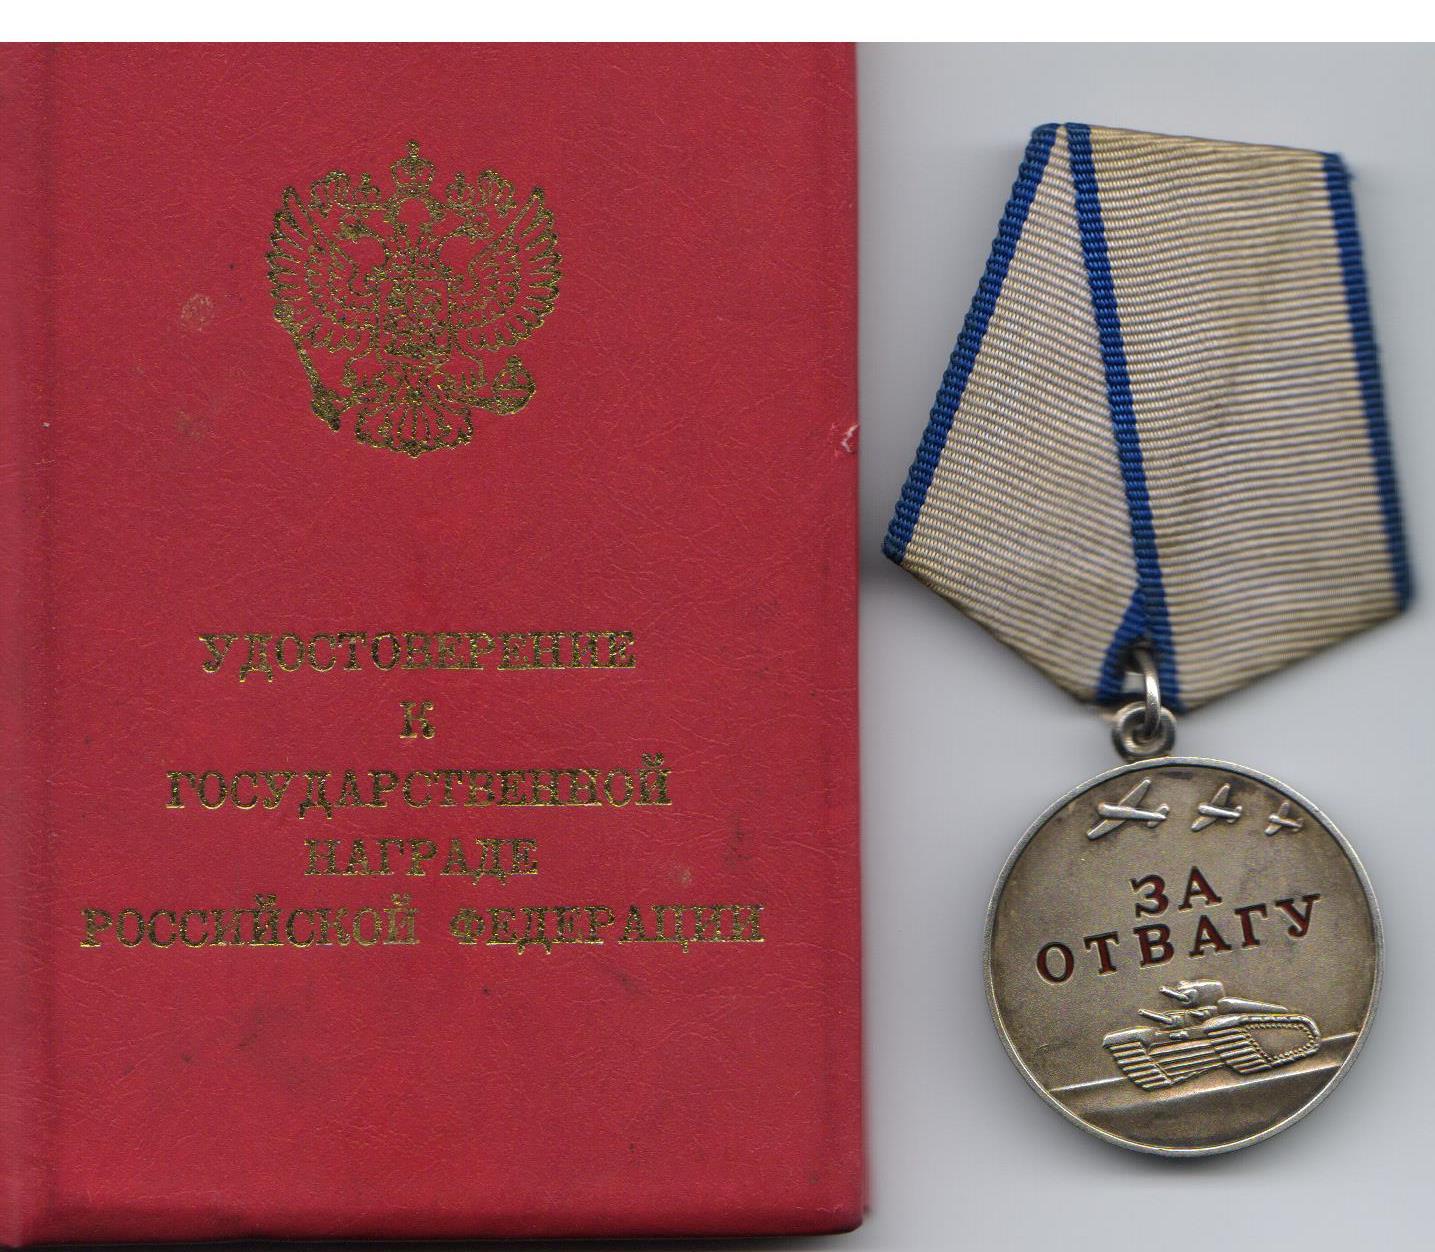 УДОСТОВЕРЕНИЕ
К
ГОСУДАРСТВЕННОЙ
НАГРАДЕ
РОССИЙСКОЙ ФЕДЕРАЦИИ
ЗА
ОТВАГУ